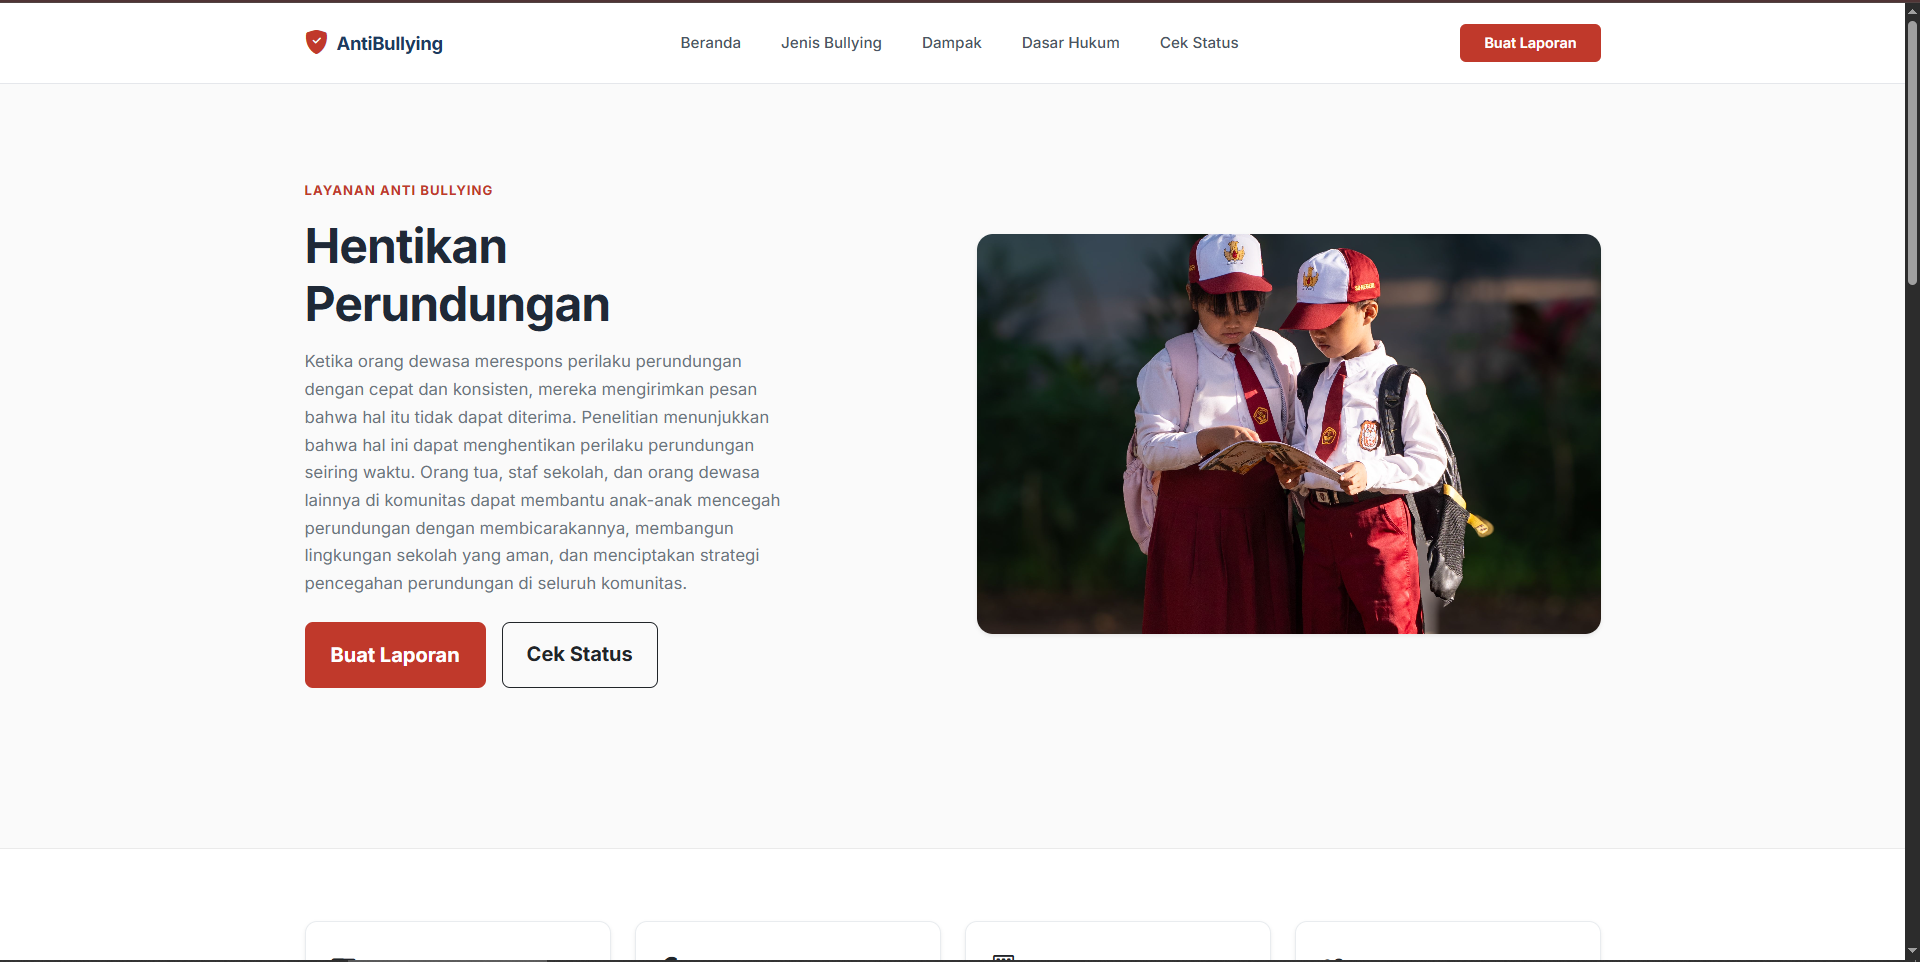 AntiBullying
Beranda
Jenis Bullying
Dampak
Dasar Hukum
Cek Status
Buat Laporan
LAYANAN ANTI BULLYING
Hentikan
Perundungan
Ketika orang dewasa merespons perilaku perundungan
dengan cepat dan konsisten, mereka mengirimkan pesan
bahwa hal itu tidak dapat diterima. Penelitian menunjukkan
bahwa hal ini dapat menghentikan perilaku perundungan
seiring waktu. Orang tua, staf sekolah, dan orang dewasa
lainnya di komunitas dapat membantu anak-anak mencegah
perundungan dengan membicarakannya, membangun
lingkungan sekolah yang aman, dan menciptakan strategi
pencegahan perundungan di seluruh komunitas.
Buat Laporan
Cek Status